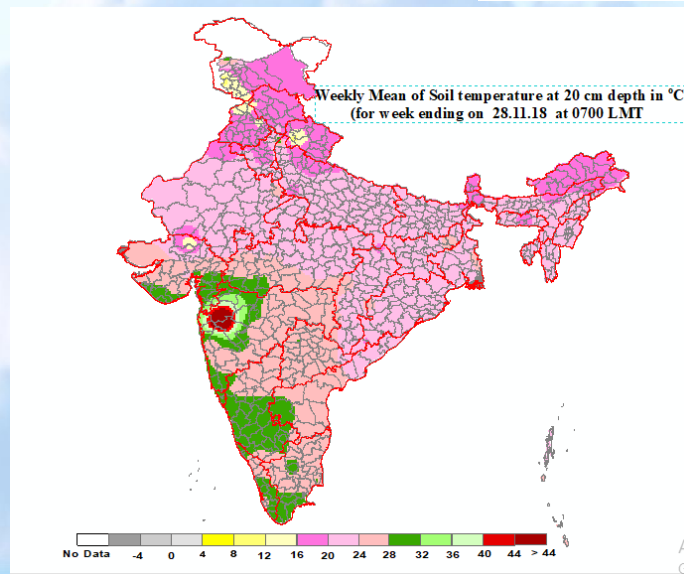 Weekly Mean of Soil temperature at 20 cm depth in °C
(for week ending on 28.11.18 at 0700 LMT
No Data -4 0 4 8 12 16 20 24 28 32 36 40 44 > 44